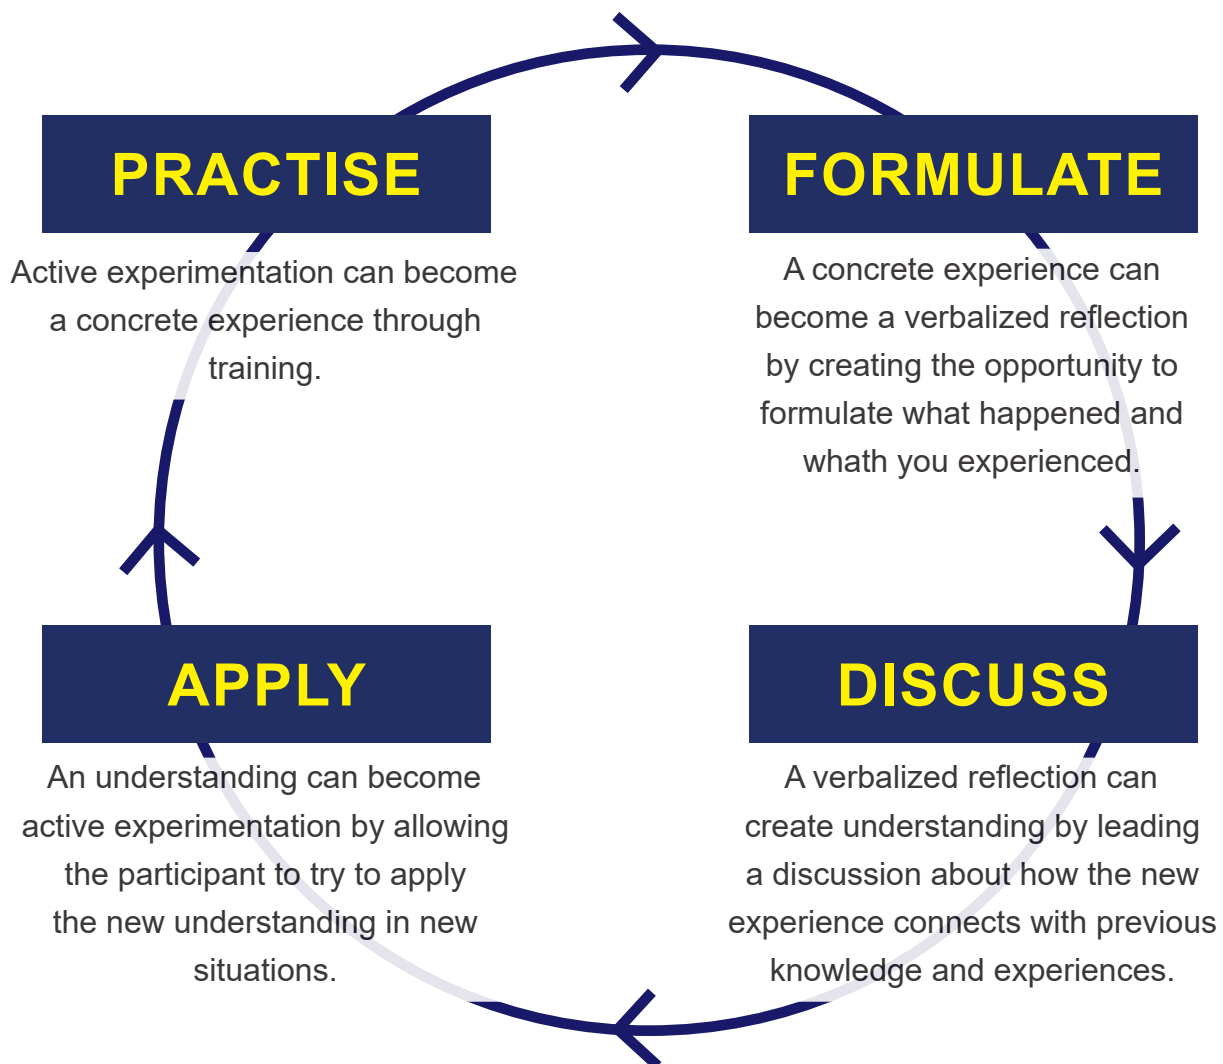 PRACTISE
Active experimentation can become
a concrete experience through
training.
FORMULATE
A concrete experience can
become a verbalized reflection
by creating the opportunity to
formulate what happened and
whath you experienced.
APPLY
An understanding can become
active experimentation by allowing
the participant to try to apply
the new understanding in new
situations.
DISCUSS
A verbalized reflection can
create understanding by leading
a discussion about how the new
experience connects with previous
knowledge and experiences.